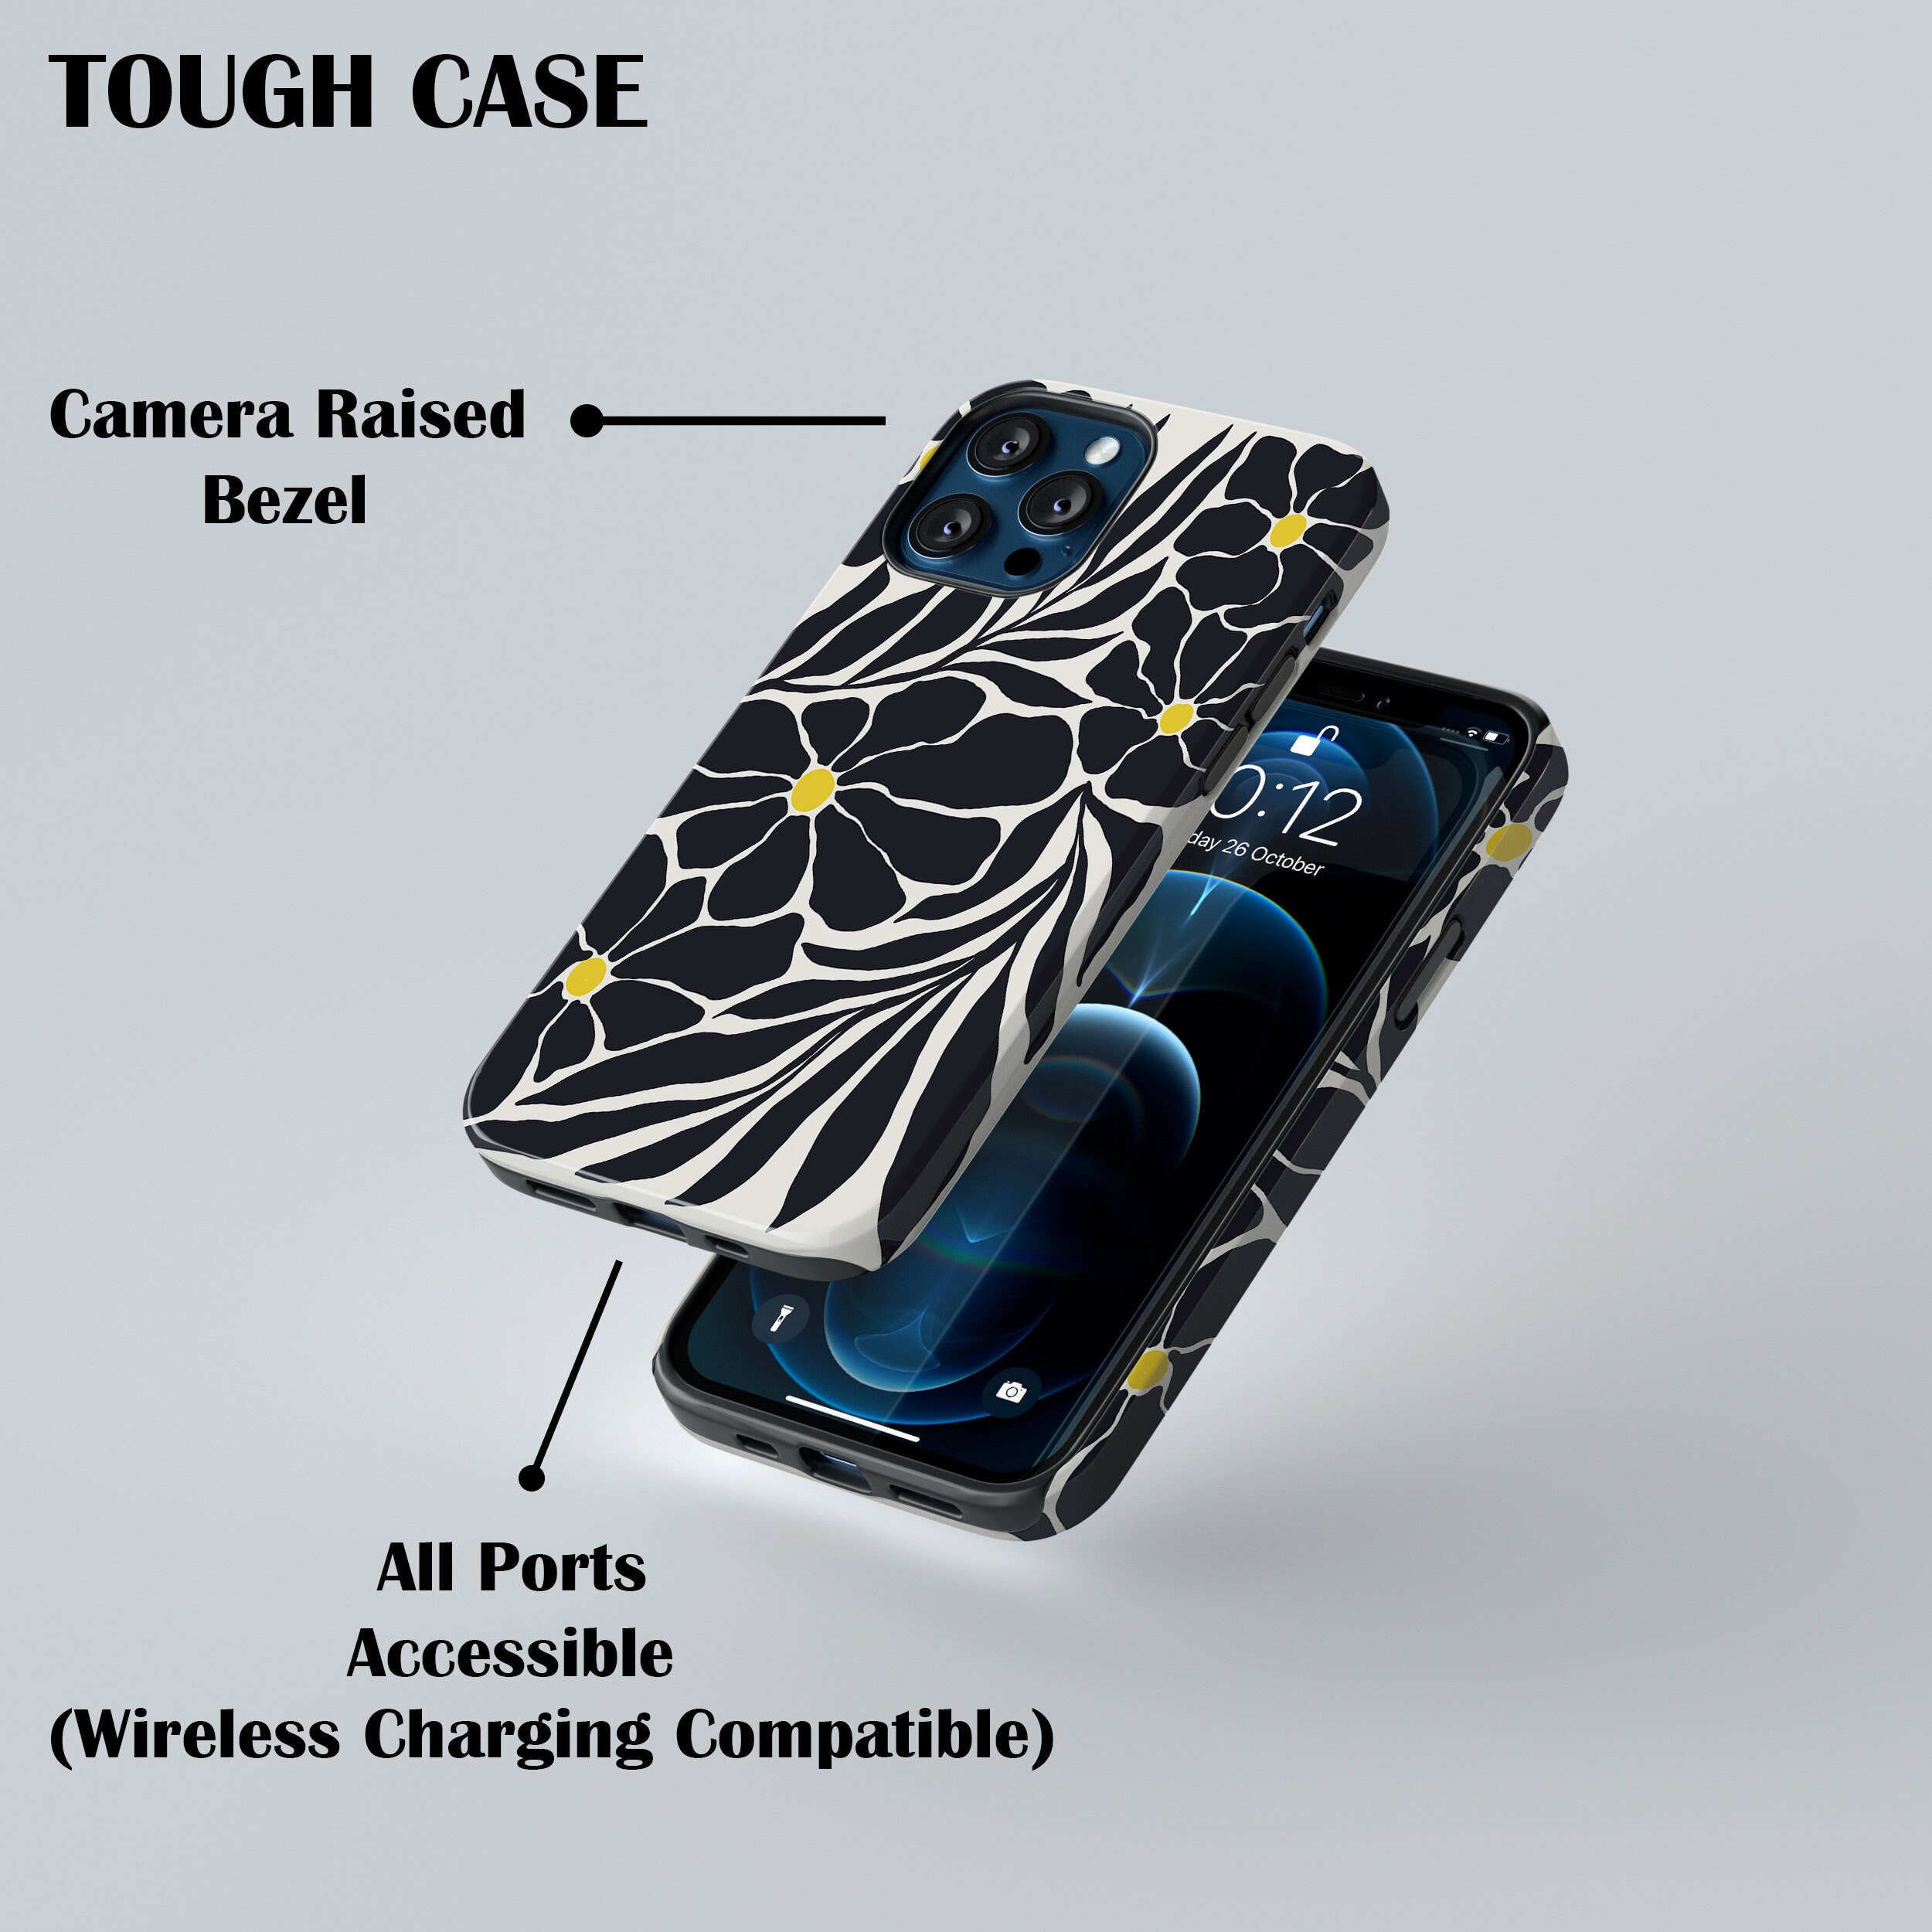 TOUGH CASE
Camera Raised
Bezel
0:12
day 26 October
All Ports
Accessible
(Wireless Charging Compatible)